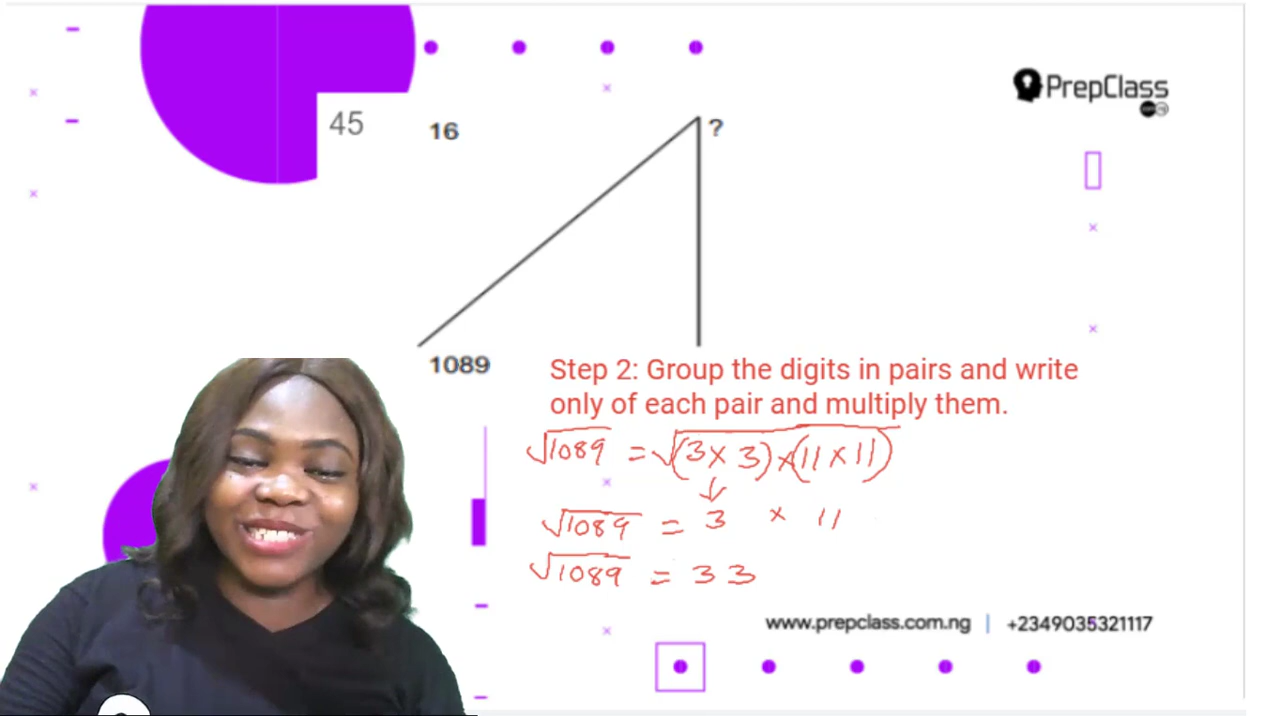 PrepClass
45
16
?
1089
Step 2: Group the digits in pairs and write
only of each pair and multiply them.
√1089 = √(3 × 3) × (11 × 11)
√1089 = 3 × 11
√1089 = 33
www.prepclass.com.ng | +2349035321117